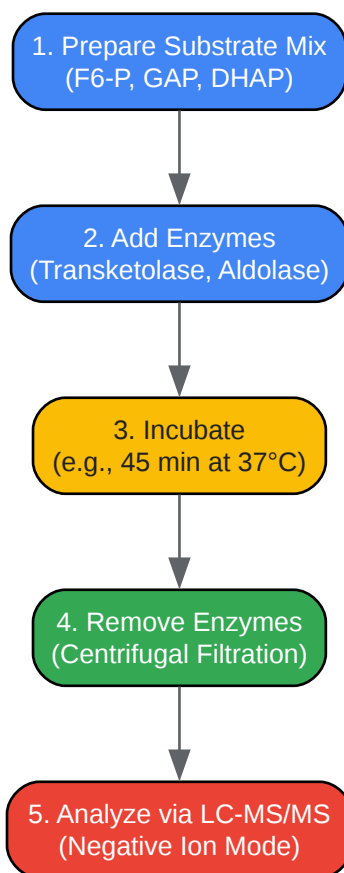 1. Prepare Substrate Mix
(F6-P, GAP, DHAP)
2. Add Enzymes
(Transketolase, Aldolase)
3. Incubate
(e.g., 45 min at 37°C)
4. Remove Enzymes
(Centrifugal Filtration)
5. Analyze via LC-MS/MS
(Negative Ion Mode)